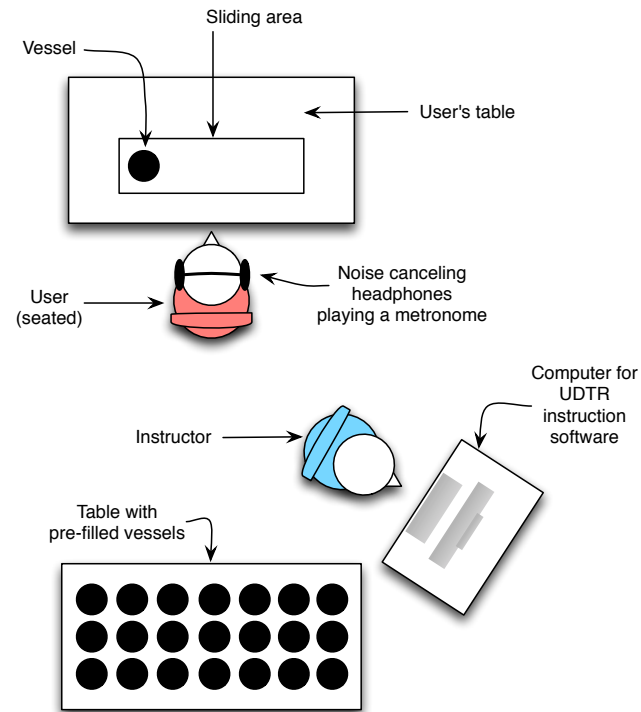 Sliding area
Vessel
User's table
Noise canceling
headphones
playing a metronome
User
(seated)
Computer for
UDTR
instruction
software
Instructor
Table with
pre-filled vessels